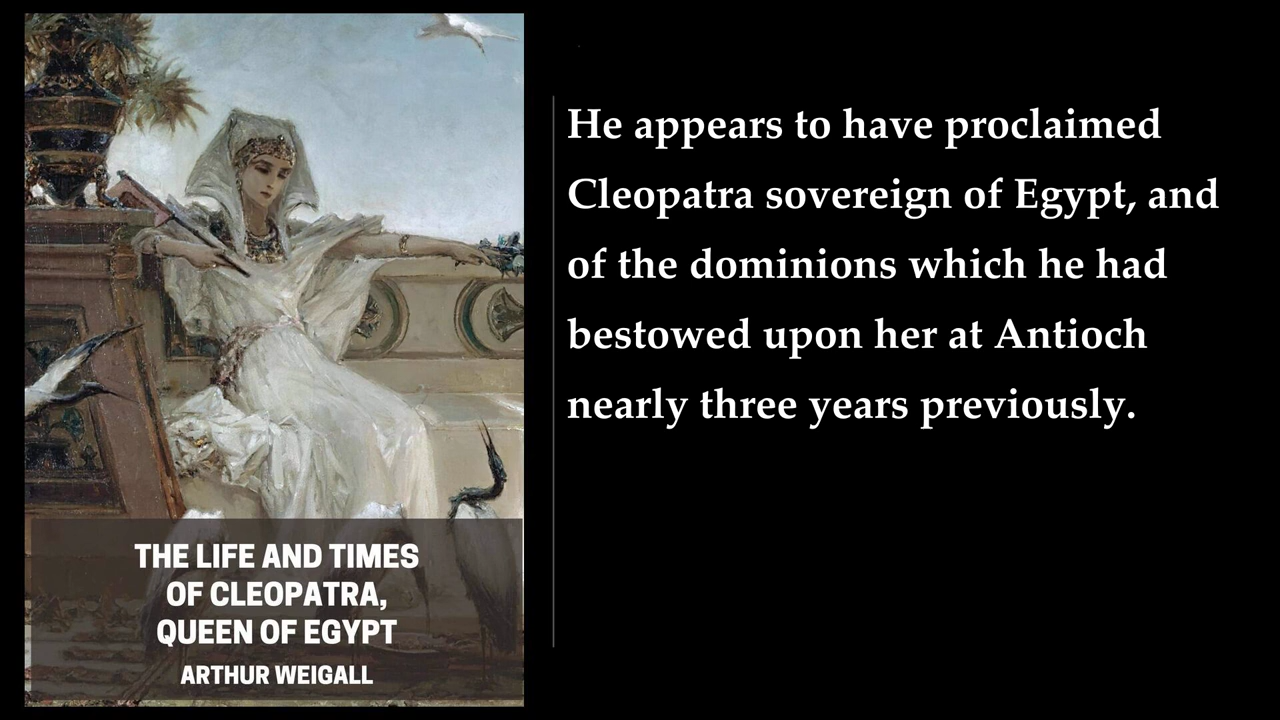 He appears to have proclaimed
Cleopatra sovereign of Egypt, and
of the dominions which he had
bestowed upon her at Antioch
nearly three years previously.
THE LIFE AND TIMES
OF CLEOPATRA,
QUEEN OF EGYPT
ARTHUR WEIGALL